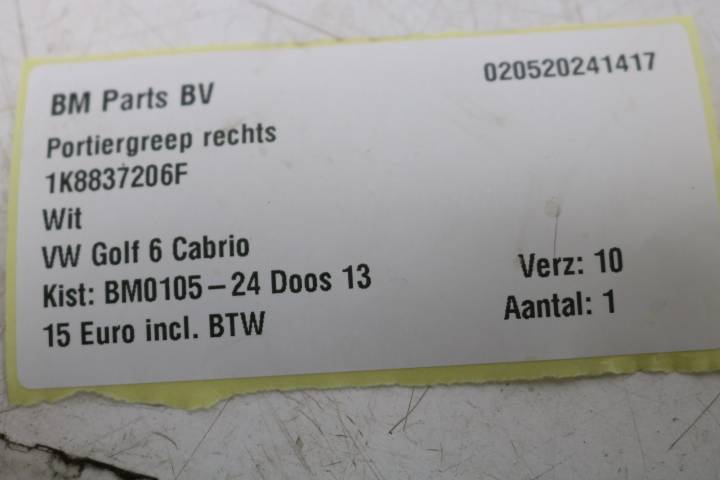 BM Parts BV
020520241417
Portiergreep rechts
1K8837206F
Wit
VW Golf 6 Cabrio
Kist: BM0105-24 Doos 13
Verz: 10
15 Euro incl. BTW
Aantal: 1